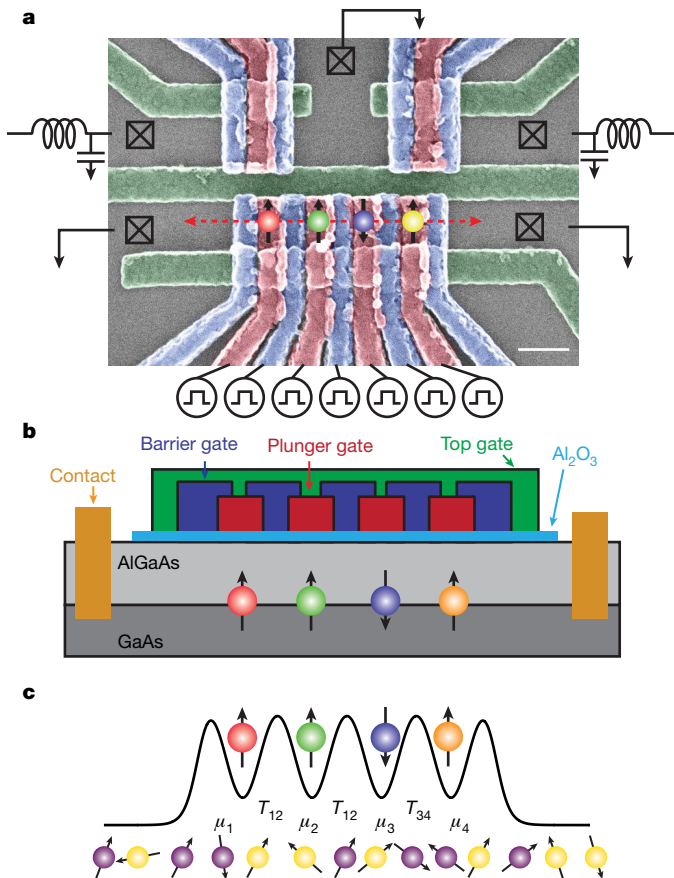 a
b
Barrier gate
Plunger gate
Top gate
Al₂O₃
Contact
AlGaAs
GaAs
c
T₁₂
T₁₂
T₃₄
μ₁
μ₂
μ₃
μ₄